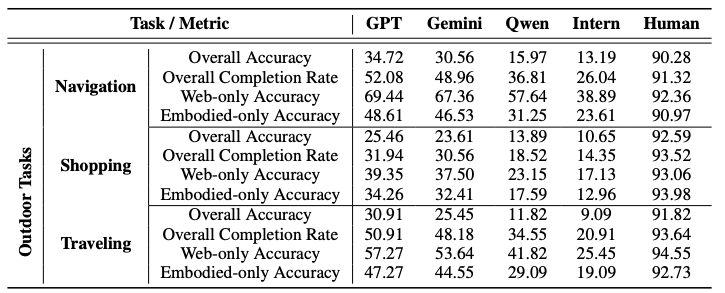 Task / Metric GPT Gemini Qwen Intern Human
Outdoor Tasks
Navigation
Overall Accuracy 34.72 30.56 15.97 13.19 90.28
Overall Completion Rate 52.08 48.96 36.81 26.04 91.32
Web-only Accuracy 69.44 67.36 57.64 38.89 92.36
Embodied-only Accuracy 48.61 46.53 31.25 23.61 90.97
Shopping
Overall Accuracy 25.46 23.61 13.89 10.65 92.59
Overall Completion Rate 31.94 30.56 18.52 14.35 93.52
Web-only Accuracy 39.35 37.50 23.15 17.13 93.06
Embodied-only Accuracy 34.26 32.41 17.59 12.96 93.98
Traveling
Overall Accuracy 30.91 25.45 11.82 9.09 91.82
Overall Completion Rate 50.91 48.18 34.55 20.91 93.64
Web-only Accuracy 57.27 53.64 41.82 25.45 94.55
Embodied-only Accuracy 47.27 44.55 29.09 19.09 92.73